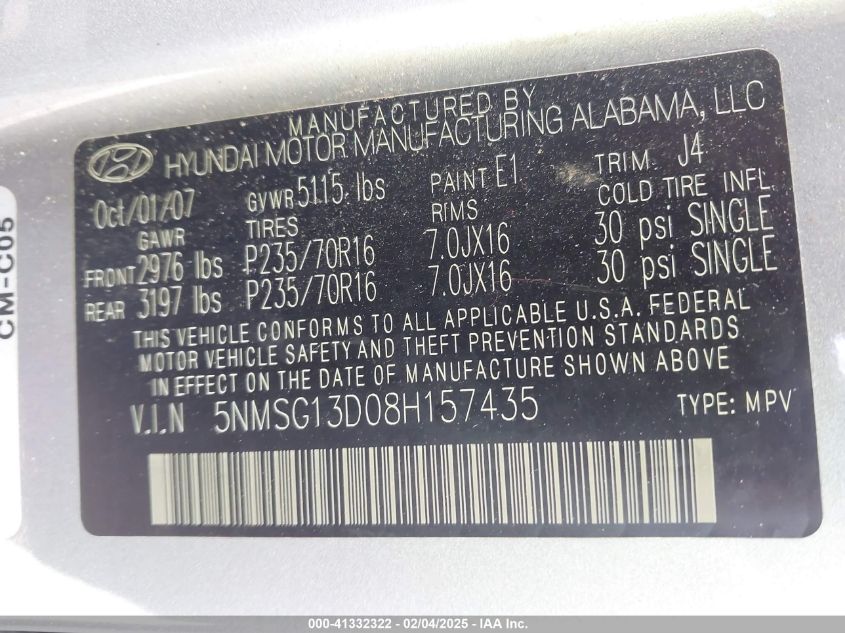 MANUFACTURED BY
HYUNDAI MOTOR MANUFACTURING ALABAMA, LLC
Oct/01/07 GVWR 5115 lbs PAINT E1 TRIM J4
GAWR TIRES RIMS COLD TIRE INFL
FRONT 2976 lbs P235/70R16 7.0JX16 30 psi SINGLE
REAR 3197 lbs P235/70R16 7.0JX16 30 psi SINGLE
THIS VEHICLE CONFORMS TO ALL APPLICABLE U.S.A. FEDERAL
MOTOR VEHICLE SAFETY AND THEFT PREVENTION STANDARDS
IN EFFECT ON THE DATE OF MANUFACTURE SHOWN ABOVE
V.I.N 5NMSG13D08H157435 TYPE: MPV
CM-C05
000-41332322 - 02/04/2025 - IAA Inc.